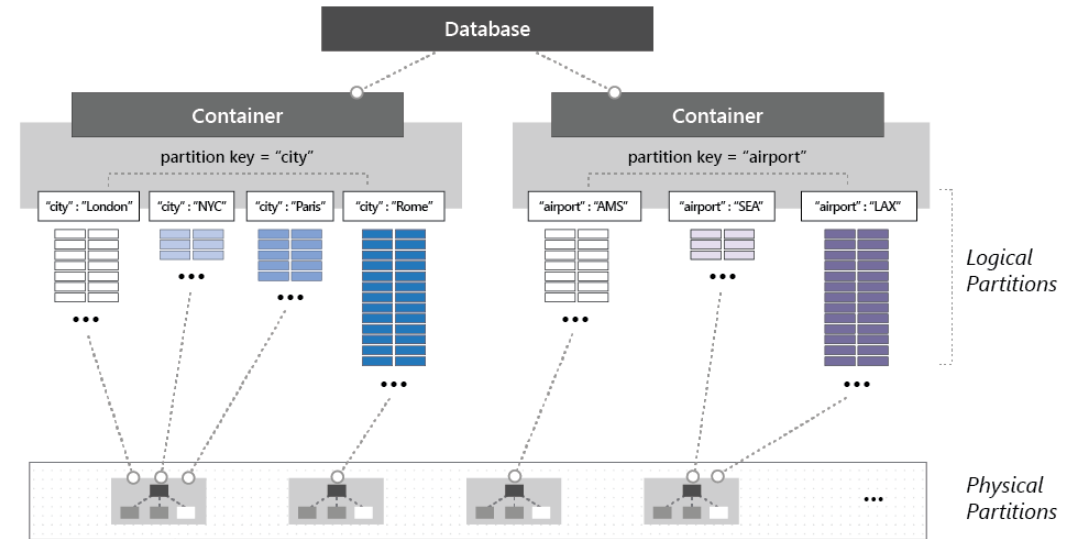 Database
Container
Container
partition key = “city”
partition key = “airport”
“city” : ”London”
“city” : ”NYC”
“city” : ”Paris”
“city” : ”Rome”
“airport” : “AMS”
“airport” : “SEA”
“airport” : “LAX”
Logical
Partitions
Physical
Partitions